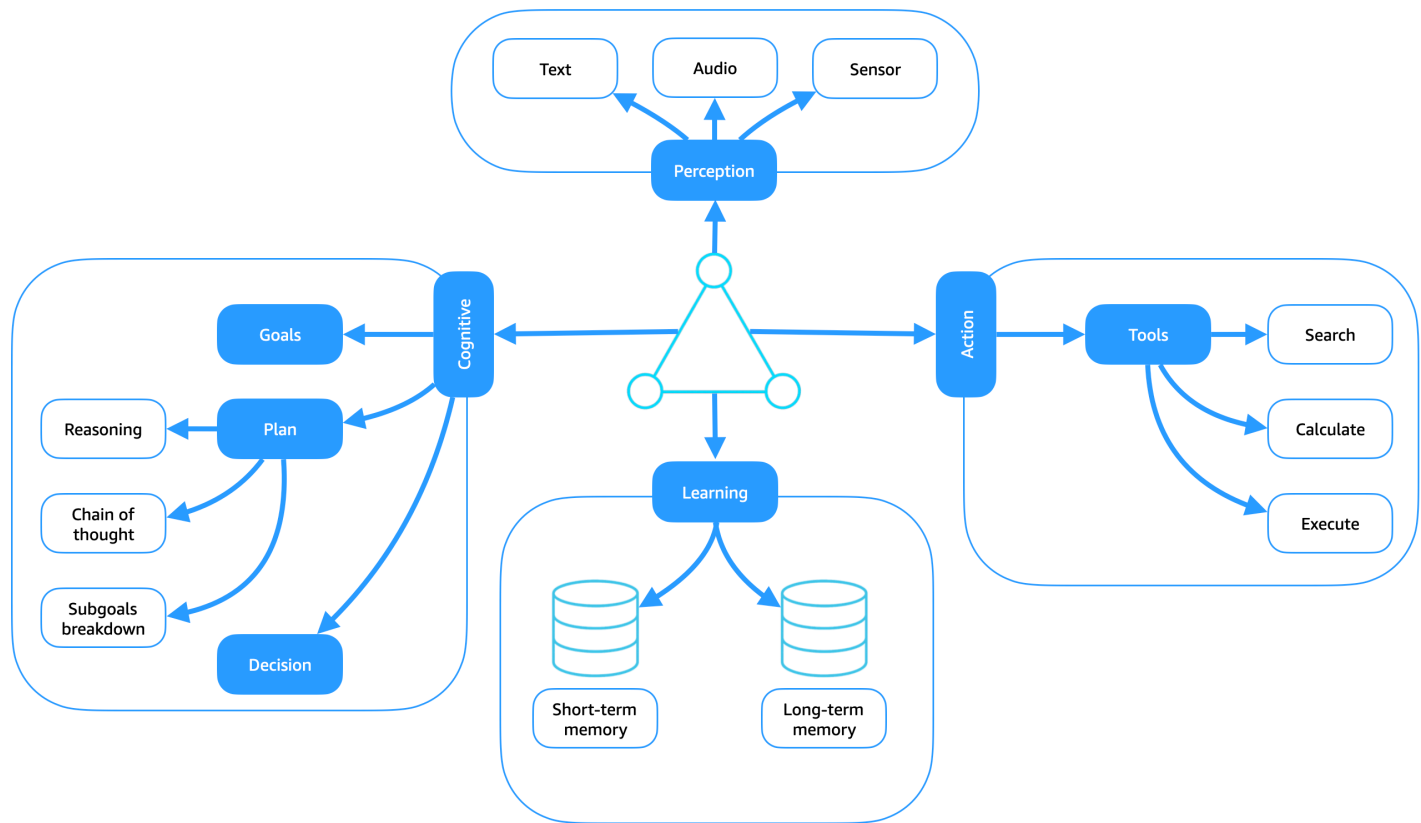 Text
Audio
Sensor
Perception
Cognitive
Goals
Plan
Reasoning
Chain of
thought
Subgoals
breakdown
Decision
Action
Tools
Search
Calculate
Execute
Learning
Short-term
memory
Long-term
memory